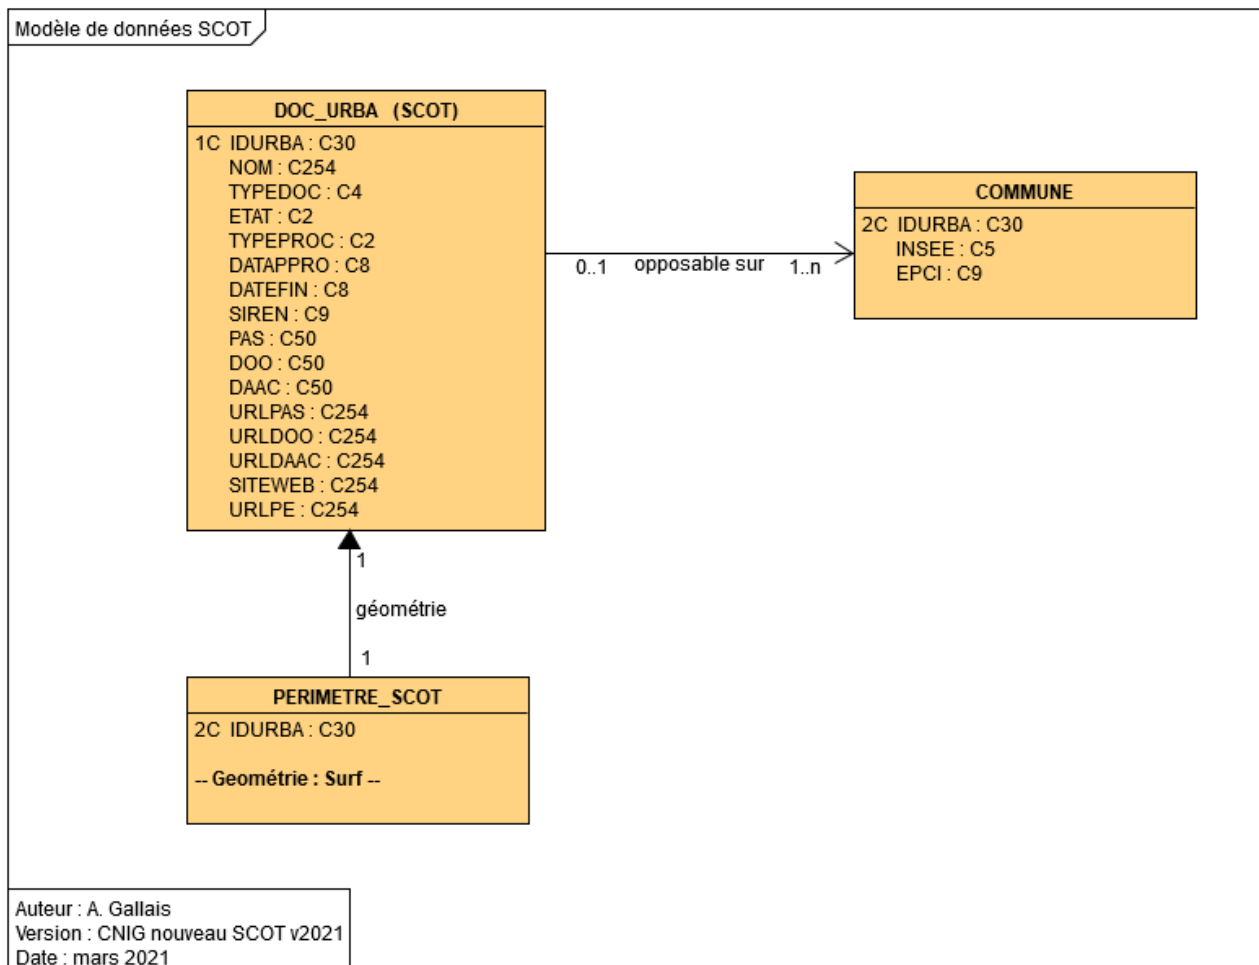 Modèle de données SCOT
DOC_URBA (SCOT)
1C IDURBA : C30
NOM : C254
TYPEDOC : C4
ETAT : C2
TYPEPROC : C2
DATAPPRO : C8
DATEFIN : C8
SIREN : C9
PAS : C50
DOO : C50
DAAC : C50
URLPAS : C254
URLDOO : C254
URLDAAC : C254
SITEWEB : C254
URLPE : C254
0..1 opposable sur 1..n
COMMUNE
2C IDURBA : C30
INSEE : C5
EPCI : C9
1
géométrie
1
PERIMETRE_SCOT
2C IDURBA : C30
-- Geométrie : Surf --
Auteur : A. Gallais
Version : CNIG nouveau SCOT v2021
Date : mars 2021